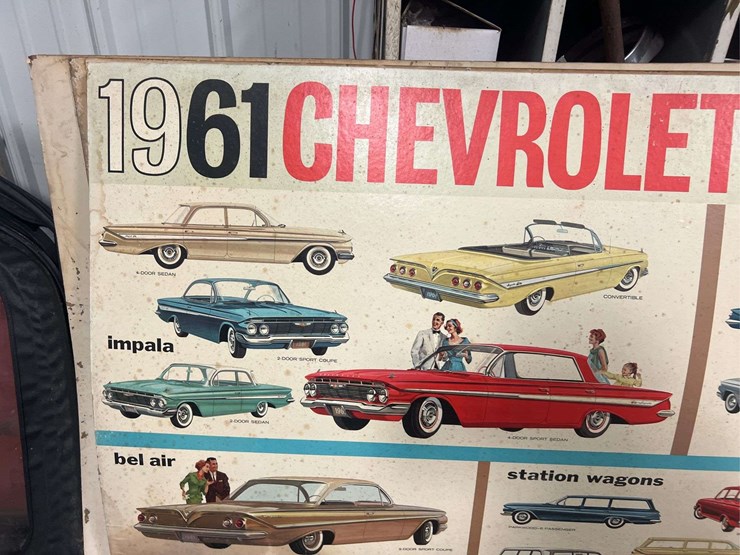 1961 CHEVROLET
4-DOOR SEDAN
CONVERTIBLE
impala
2-DOOR SPORT COUPE
2-DOOR SEDAN
4-DOOR SPORT SEDAN
bel air
station wagons
2-DOOR SPORT COUPE